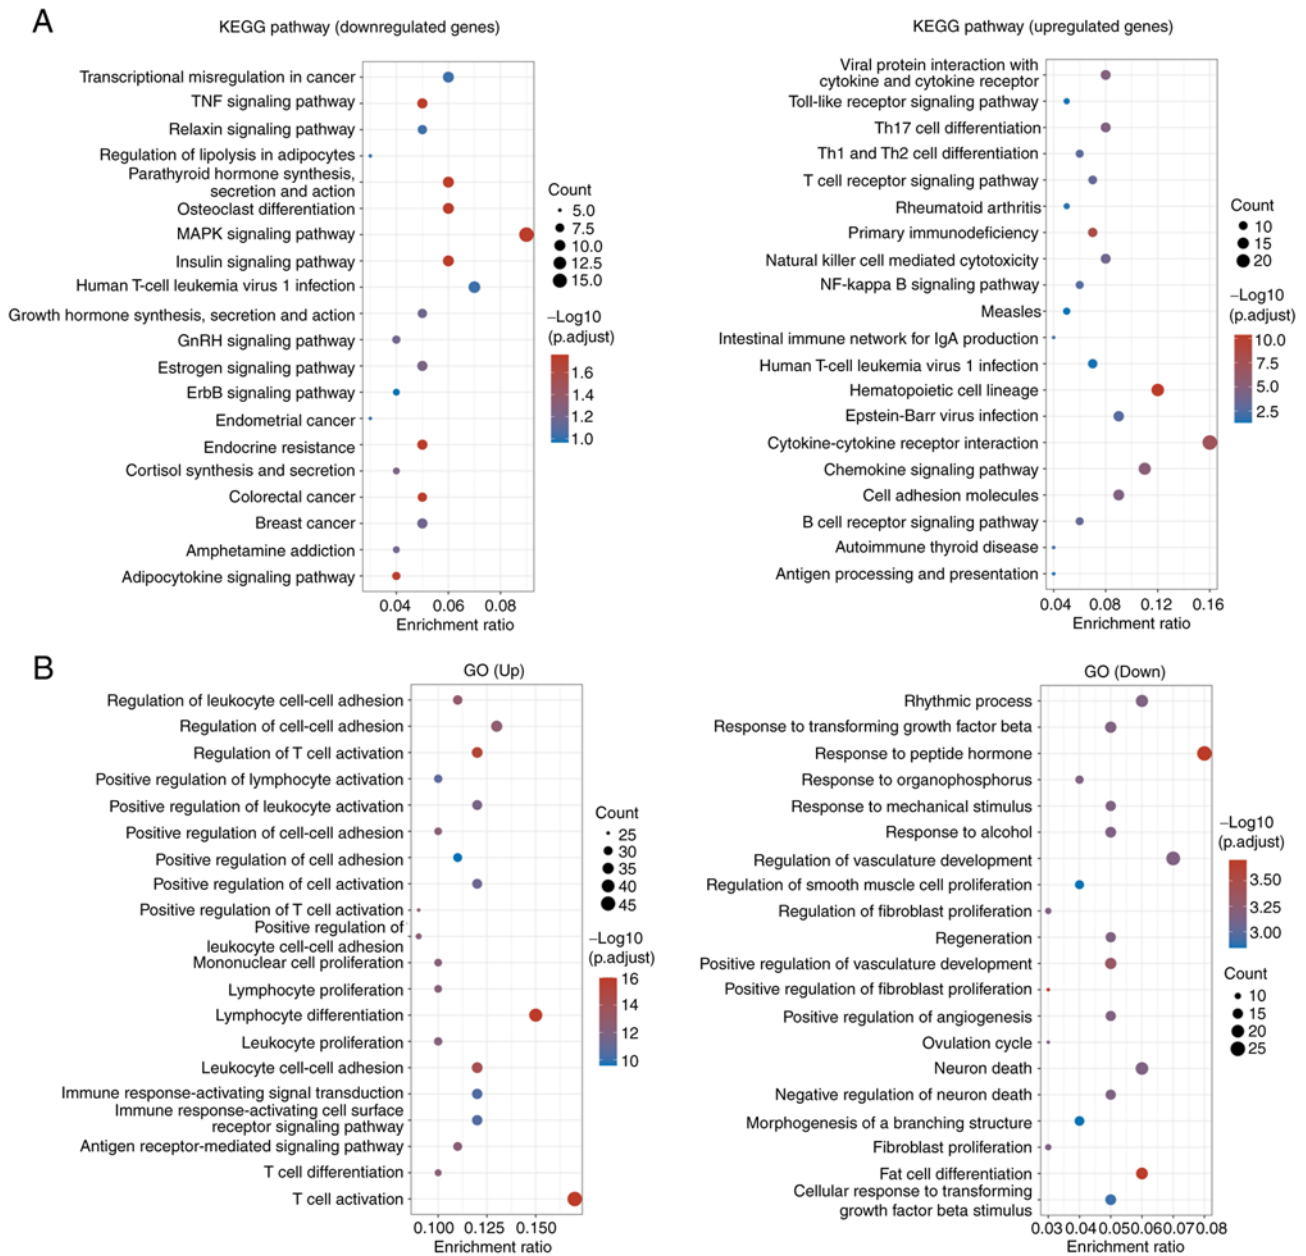 A
KEGG pathway (downregulated genes)
Transcriptional misregulation in cancer
TNF signaling pathway
Relaxin signaling pathway
Regulation of lipolysis in adipocytes
Parathyroid hormone synthesis,
secretion and action
Osteoclast differentiation
MAPK signaling pathway
Insulin signaling pathway
Human T-cell leukemia virus 1 infection
Growth hormone synthesis, secretion and action
GnRH signaling pathway
Estrogen signaling pathway
ErbB signaling pathway
Endometrial cancer
Endocrine resistance
Cortisol synthesis and secretion
Colorectal cancer
Breast cancer
Amphetamine addiction
Adipocytokine signaling pathway
0.04 0.06 0.08
Enrichment ratio
Count
5.0
7.5
10.0
12.5
15.0
−Log10
(p.adjust)
1.6
1.4
1.2
1.0
KEGG pathway (upregulated genes)
Viral protein interaction with
cytokine and cytokine receptor
Toll-like receptor signaling pathway
Th17 cell differentiation
Th1 and Th2 cell differentiation
T cell receptor signaling pathway
Rheumatoid arthritis
Primary immunodeficiency
Natural killer cell mediated cytotoxicity
NF-kappa B signaling pathway
Measles
Intestinal immune network for IgA production
Human T-cell leukemia virus 1 infection
Hematopoietic cell lineage
Epstein-Barr virus infection
Cytokine-cytokine receptor interaction
Chemokine signaling pathway
Cell adhesion molecules
B cell receptor signaling pathway
Autoimmune thyroid disease
Antigen processing and presentation
0.04 0.08 0.12 0.16
Enrichment ratio
Count
10
15
20
−Log10
(p.adjust)
10.0
7.5
5.0
2.5
B
GO (Up)
Regulation of leukocyte cell-cell adhesion
Regulation of cell-cell adhesion
Regulation of T cell activation
Positive regulation of lymphocyte activation
Positive regulation of leukocyte activation
Positive regulation of cell-cell adhesion
Positive regulation of cell adhesion
Positive regulation of cell activation
Positive regulation of T cell activation
Positive regulation of
leukocyte cell-cell adhesion
Mononuclear cell proliferation
Lymphocyte proliferation
Lymphocyte differentiation
Leukocyte proliferation
Leukocyte cell-cell adhesion
Immune response-activating signal transduction
Immune response-activating cell surface
receptor signaling pathway
Antigen receptor-mediated signaling pathway
T cell differentiation
T cell activation
0.100 0.125 0.150
Enrichment ratio
Count
25
30
35
40
45
−Log10
(p.adjust)
16
14
12
10
GO (Down)
Rhythmic process
Response to transforming growth factor beta
Response to peptide hormone
Response to organophosphorus
Response to mechanical stimulus
Response to alcohol
Regulation of vasculature development
Regulation of smooth muscle cell proliferation
Regulation of fibroblast proliferation
Regeneration
Positive regulation of vasculature development
Positive regulation of fibroblast proliferation
Positive regulation of angiogenesis
Ovulation cycle
Neuron death
Negative regulation of neuron death
Morphogenesis of a branching structure
Fibroblast proliferation
Fat cell differentiation
Cellular response to transforming
growth factor beta stimulus
0.03 0.04 0.05 0.06 0.07 0.08
Enrichment ratio
−Log10
(p.adjust)
3.50
3.25
3.00
Count
10
15
20
25